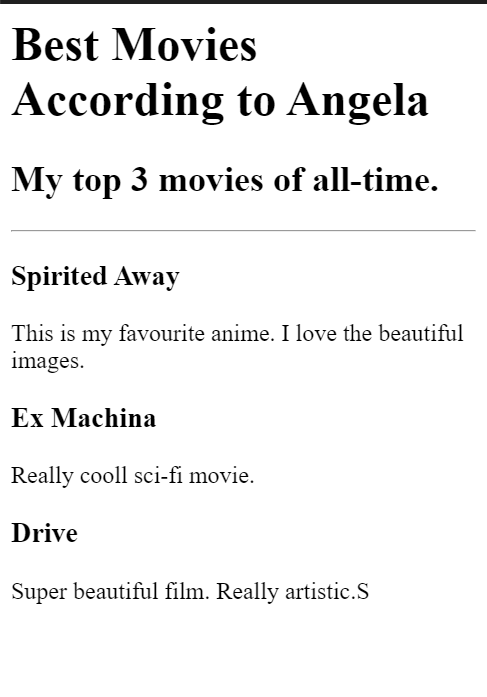 Best Movies
According to Angela
My top 3 movies of all-time.
Spirited Away
This is my favourite anime. I love the beautiful
images.
Ex Machina
Really cooll sci-fi movie.
Drive
Super beautiful film. Really artistic.S